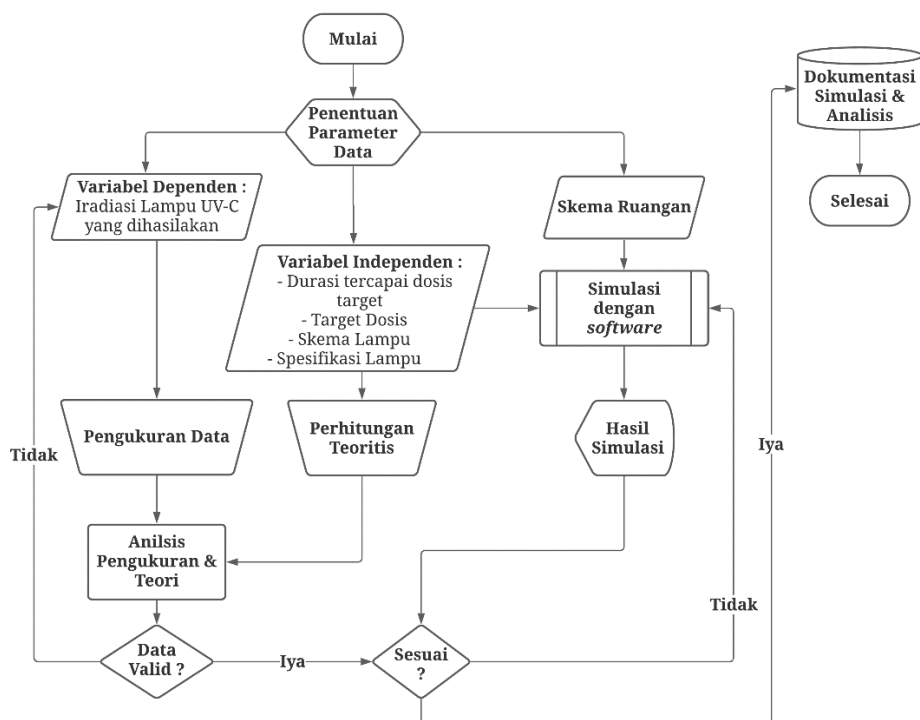 Mulai
Penentuan
Parameter
Data
Variabel Dependen :
Iradiasi Lampu UV-C
yang dihasilakan
Variabel Independen :
- Durasi tercapai dosis
target
- Target Dosis
- Skema Lampu
- Spesifikasi Lampu
Skema Ruangan
Simulasi
dengan
software
Pengukuran Data
Perhitungan
Teoritis
Hasil
Simulasi
Tidak
Anilsis
Pengukuran &
Teori
Data
Valid ?
Iya
Sesuai
?
Tidak
Iya
Dokumentasi
Simulasi &
Analisis
Selesai